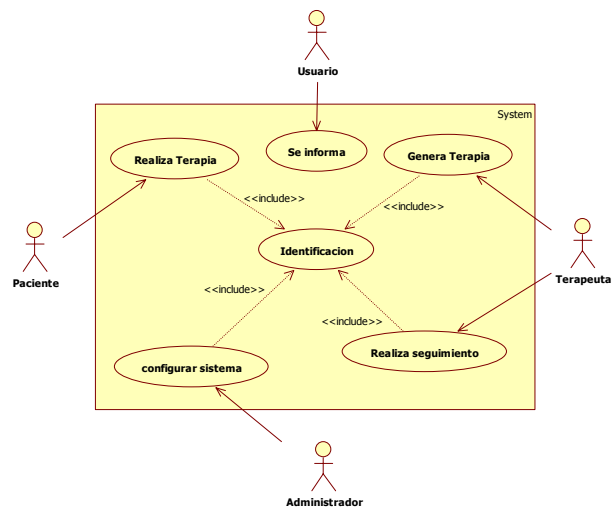 Usuario
System
Se informa
Realiza Terapia
Genera Terapia
<<include>>
<<include>>
Identificacion
Paciente
Terapeuta
<<include>>
<<include>>
Realiza seguimiento
configurar sistema
Administrador